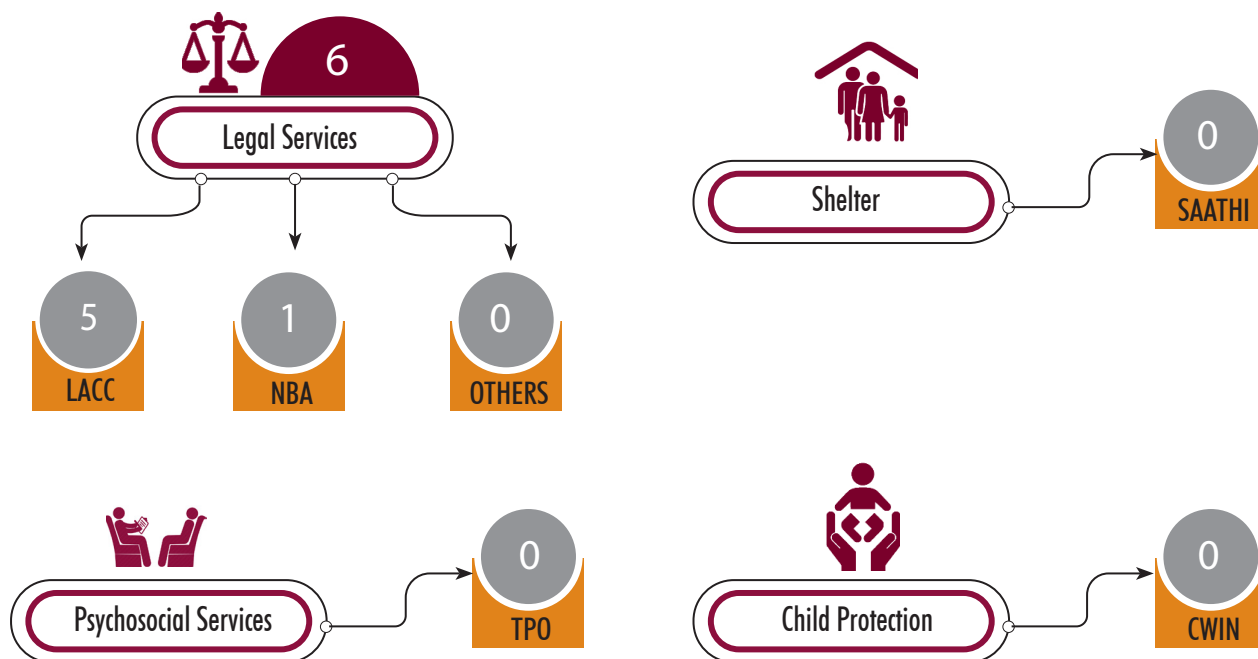 6
Legal Services
5
LACC
1
NBA
0
OTHERS
Shelter
0
SAATHI
Psychosocial Services
0
TPO
Child Protection
0
CWIN